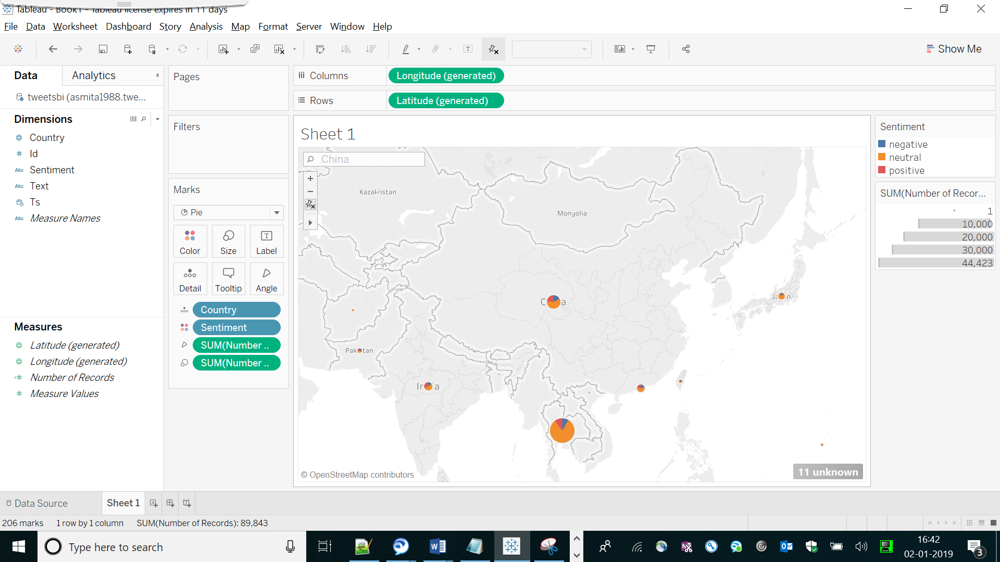 Tableau - Book1 - Tableau license expires in 11 days
File Data Worksheet Dashboard Story Analysis Map Format Server Window Help
Show Me
Data
Analytics
tweetsbi (asmita1988.twe...
Dimensions
Country
Id
Abc Sentiment
Abc Text
Ts
Abc Measure Names
Measures
Latitude (generated)
Longitude (generated)
Number of Records
Measure Values
Pages
Filters
Marks
Pie
Color
Size
Label
Detail
Tooltip
Angle
Country
Sentiment
SUM(Number ..
SUM(Number ..
Columns
Longitude (generated)
Rows
Latitude (generated)
Sheet 1
China
Kazakhstan
Mongolia
Pakistan
India
© OpenStreetMap contributors
11 unknown
Sentiment
negative
neutral
positive
SUM(Number of Recor...
1
10,000
20,000
30,000
44,423
Data Source
Sheet 1
206 marks
1 row by 1 column
SUM(Number of Records): 89,843
Type here to search
16:42
02-01-2019
3